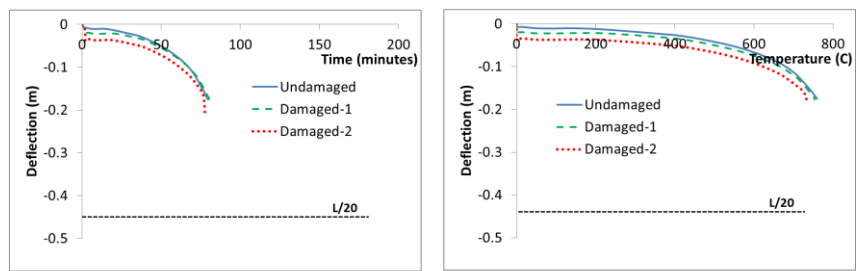 0 50 100 150 200
Time (minutes)
0
-0.1
-0.2
-0.3
-0.4
-0.5
Deflection (m)
Undamaged
Damaged-1
Damaged-2
L/20
0 200 400 600 800
Temperature (C)
0
-0.1
-0.2
-0.3
-0.4
-0.5
Deflection (m)
Undamaged
Damaged-1
Damaged-2
L/20